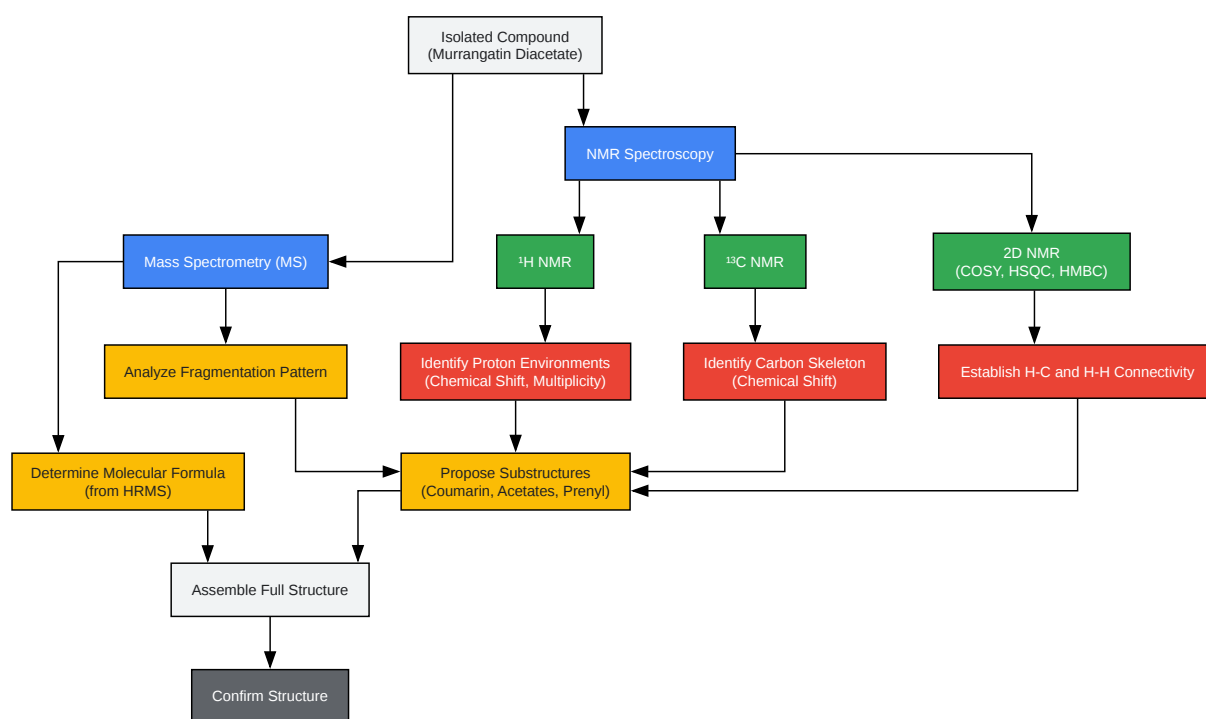 Isolated Compound
(Murrangatin Diacetate)
NMR Spectroscopy
Mass Spectrometry (MS)
¹H NMR
¹³C NMR
2D NMR
(COSY, HSQC, HMBC)
Analyze Fragmentation Pattern
Identify Proton Environments
(Chemical Shift, Multiplicity)
Identify Carbon Skeleton
(Chemical Shift)
Establish H-C and H-H Connectivity
Determine Molecular Formula
(from HRMS)
Propose Substructures
(Coumarin, Acetates, Prenyl)
Assemble Full Structure
Confirm Structure